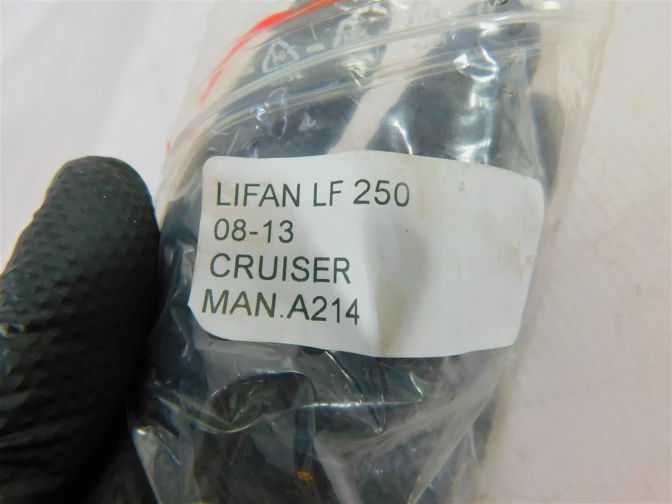 LIFAN LF 250
08-13
CRUISER
MAN.A214